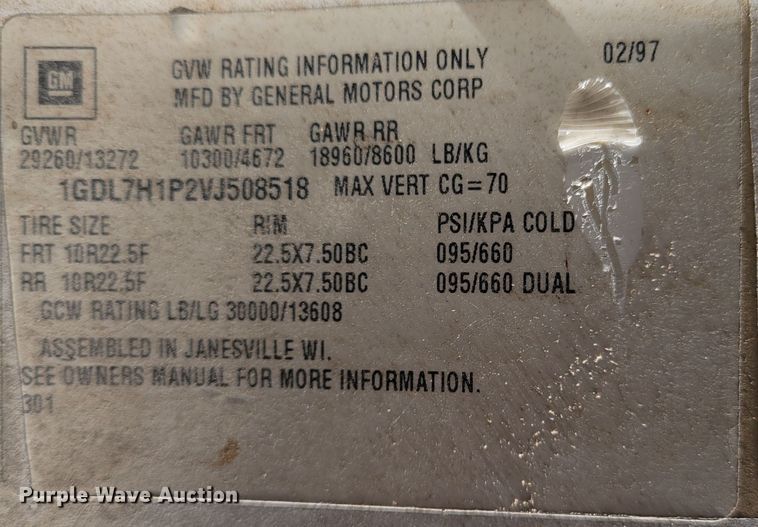 GM
GVW RATING INFORMATION ONLY 02/97
MFD BY GENERAL MOTORS CORP
GVWR GAWR FRT GAWR RR
29260/13272 10300/4672 18960/8600 LB/KG
1GDL7H1P2VJ508518 MAX VERT CG=70
TIRE SIZE RIM PSI/KPA COLD
FRT 10R22.5F 22.5X7.50BC 095/660
RR 10R22.5F 22.5X7.50BC 095/660 DUAL
GCW RATING LB/LG 30000/13608
ASSEMBLED IN JANESVILLE WI.
SEE OWNERS MANUAL FOR MORE INFORMATION.
301
Purple Wave Auction